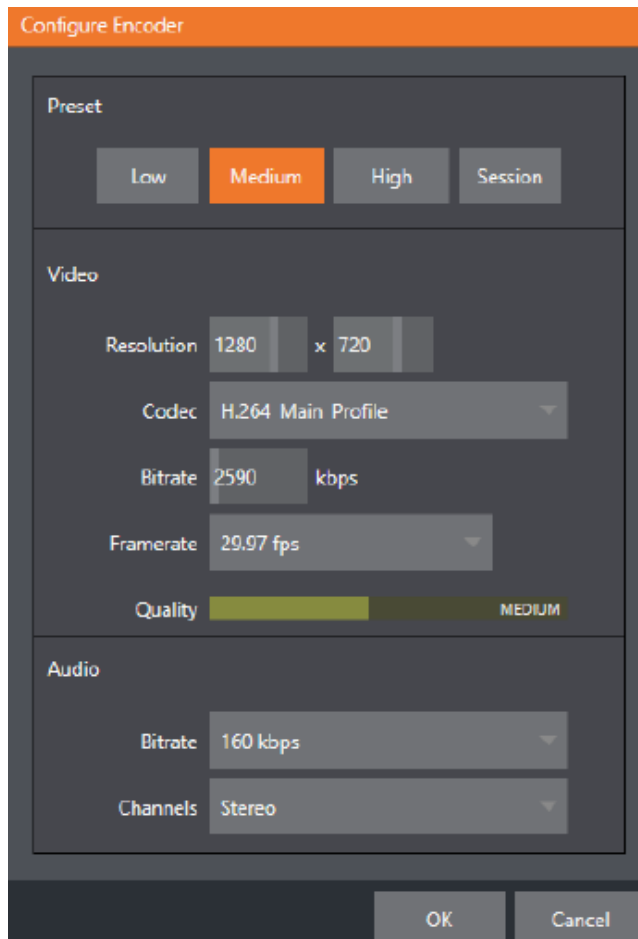 Configure Encoder
Preset
Low Medium High Session
Video
Resolution 1280 x 720
Codec H.264 Main Profile
Bitrate 2590 kbps
Framerate 29.97 fps
Quality MEDIUM
Audio
Bitrate 160 kbps
Channels Stereo
OK Cancel